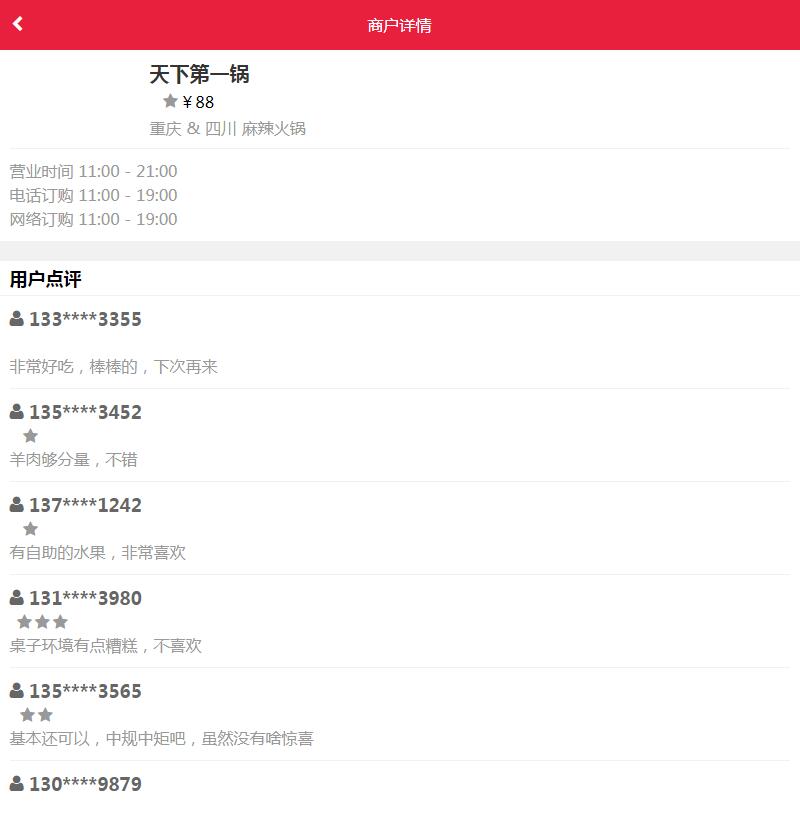 商户详情
天下第一锅
¥88
重庆 & 四川 麻辣火锅
营业时间 11:00 - 21:00
电话订购 11:00 - 19:00
网络订购 11:00 - 19:00
用户点评
133****3355
非常好吃，棒棒的，下次再来
135****3452
羊肉够分量，不错
137****1242
有自助的水果，非常喜欢
131****3980
桌子环境有点糟糕，不喜欢
135****3565
基本还可以，中规中矩吧，虽然没有啥惊喜
130****9879